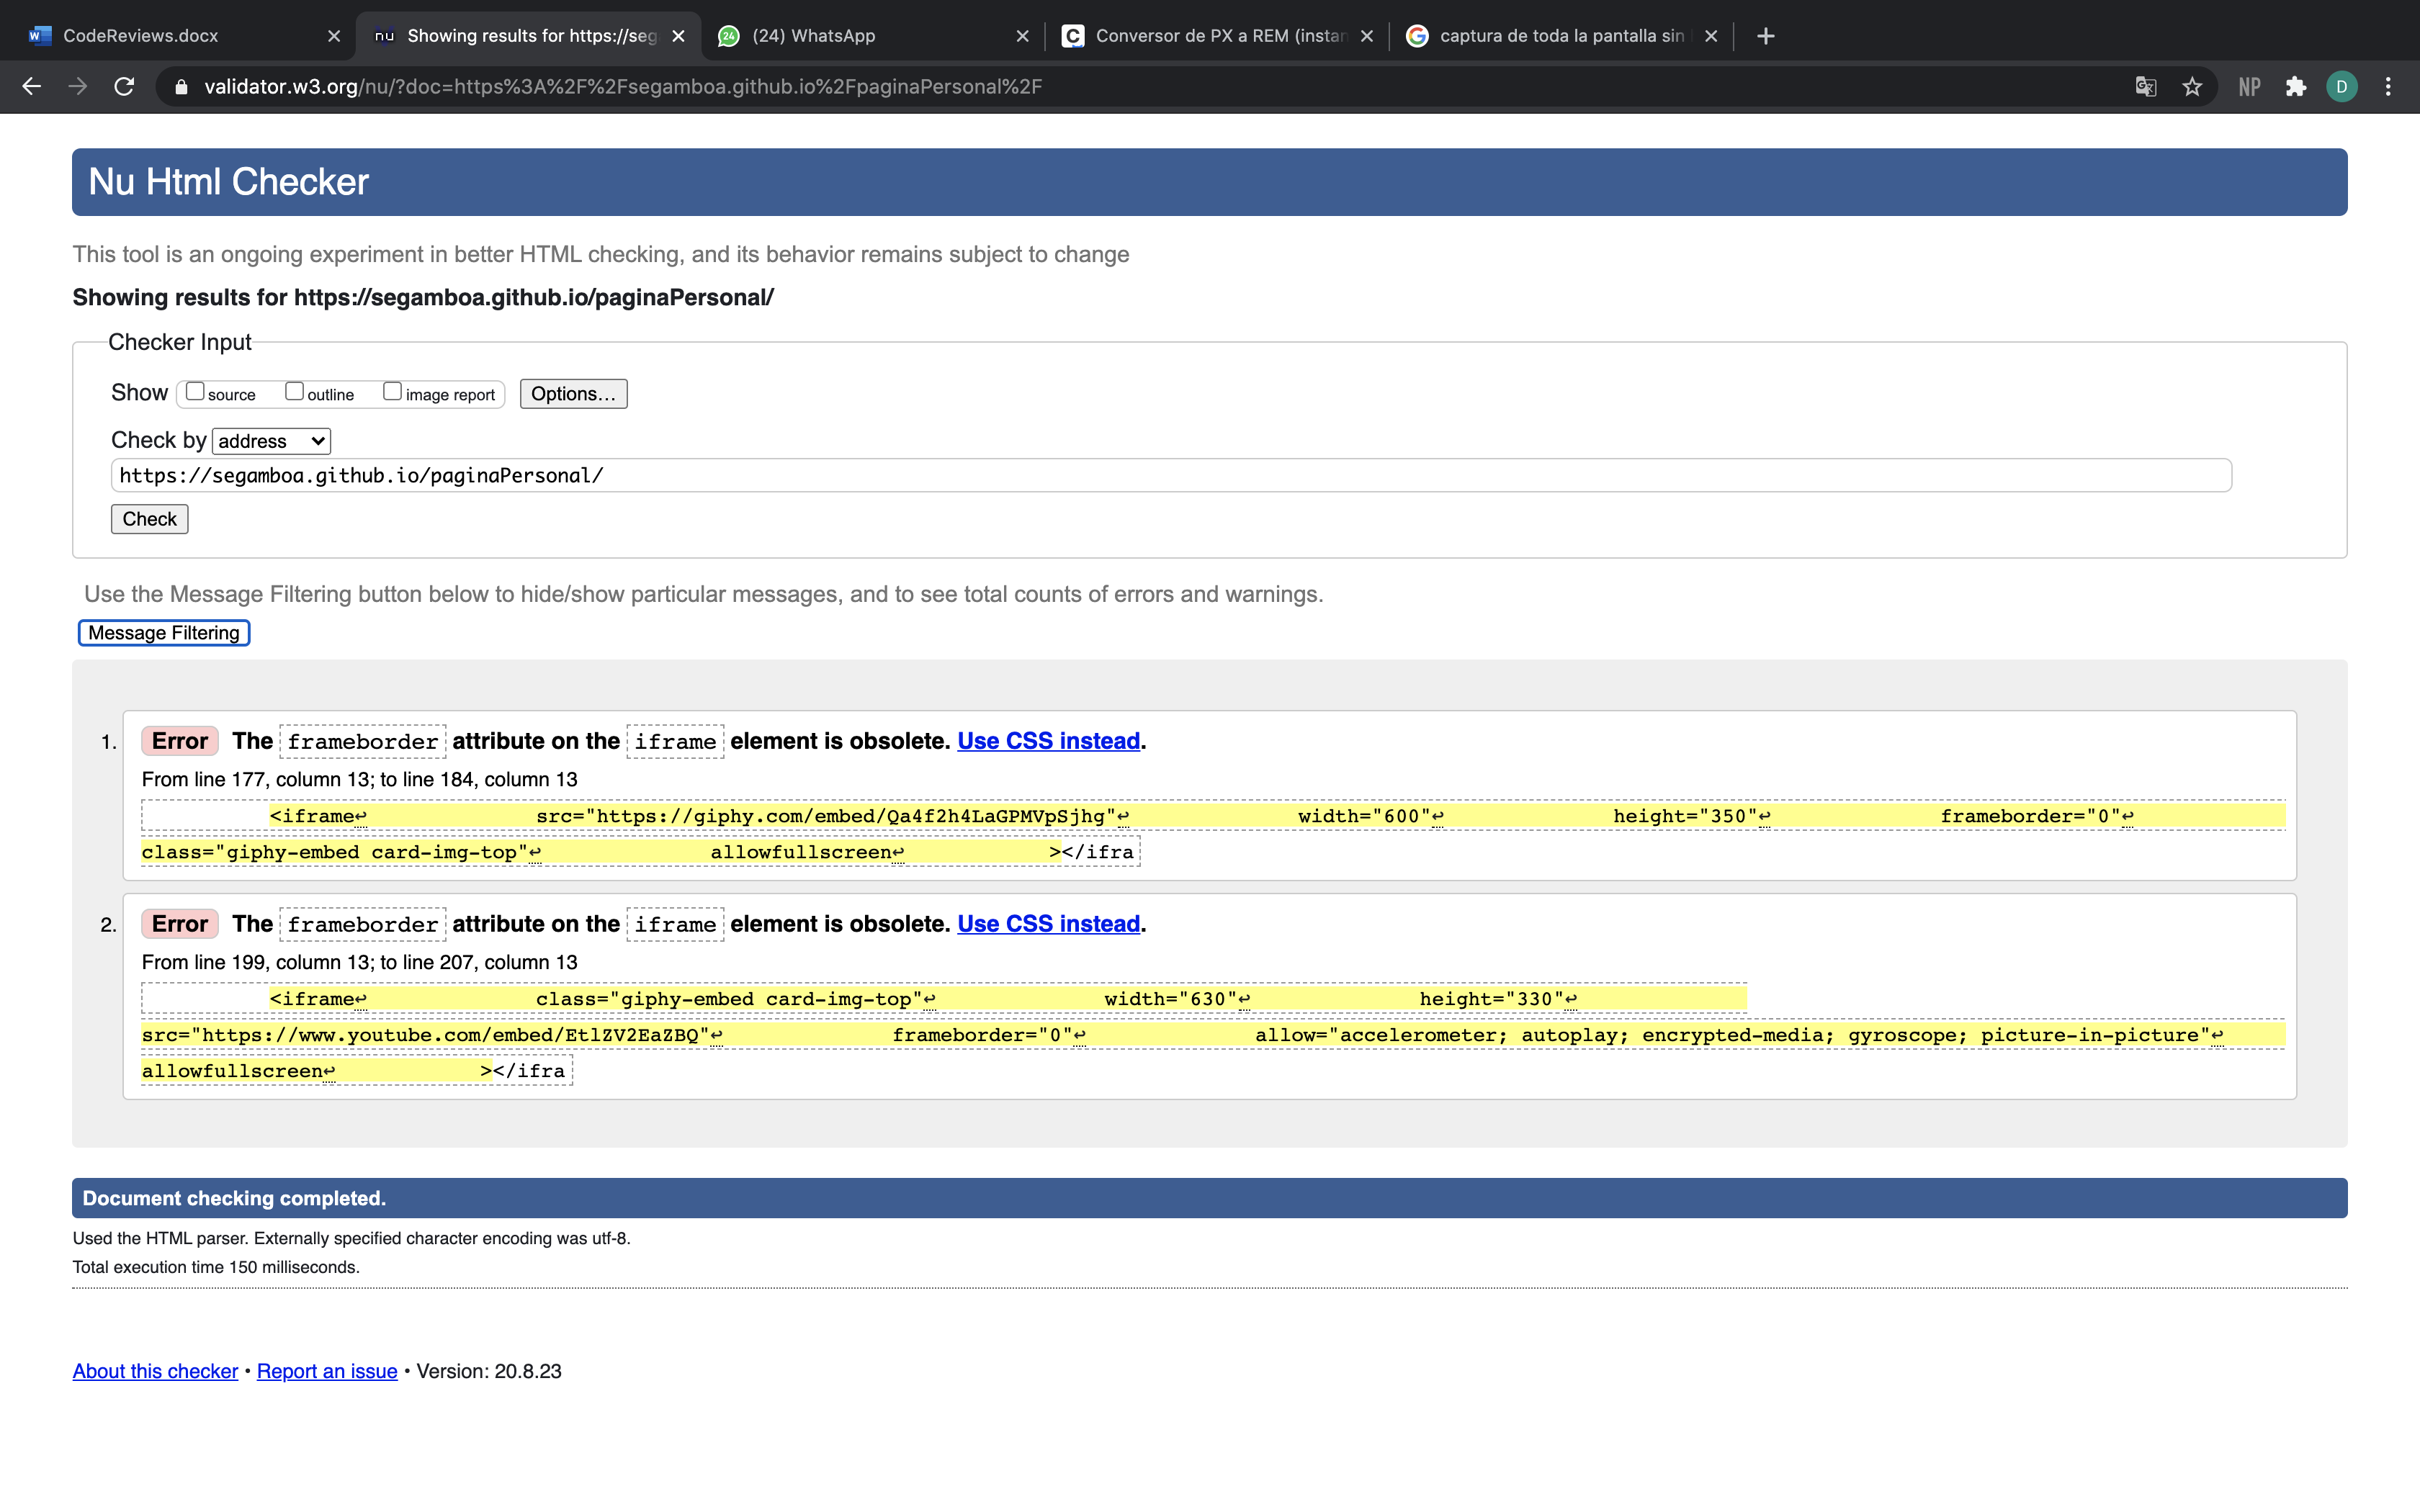 CodeReviews.docx
Showing results for https://seg
(24) WhatsApp
Conversor de PX a REM (instan
captura de toda la pantalla sin
validator.w3.org/nu/?doc=https%3A%2F%2Fsegamboa.github.io%2FpaginaPersonal%2F
NP
D
Nu Html Checker
This tool is an ongoing experiment in better HTML checking, and its behavior remains subject to change
Showing results for https://segamboa.github.io/paginaPersonal/
Checker Input
Show source outline image report Options…
Check by address
https://segamboa.github.io/paginaPersonal/
Check
Use the Message Filtering button below to hide/show particular messages, and to see total counts of errors and warnings.
Message Filtering
1. Error The frameborder attribute on the iframe element is obsolete. Use CSS instead.
From line 177, column 13; to line 184, column 13
<iframe↩ src="https://giphy.com/embed/Qa4f2h4LaGPMVpSjhg"↩ width="600"↩ height="350"↩ frameborder="0"↩
class="giphy-embed card-img-top"↩ allowfullscreen↩ ></ifra
2. Error The frameborder attribute on the iframe element is obsolete. Use CSS instead.
From line 199, column 13; to line 207, column 13
<iframe↩ class="giphy-embed card-img-top"↩ width="630"↩ height="330"↩
src="https://www.youtube.com/embed/EtlZV2EaZBQ"↩ frameborder="0"↩ allow="accelerometer; autoplay; encrypted-media; gyroscope; picture-in-picture"↩
allowfullscreen↩ ></ifra
Document checking completed.
Used the HTML parser. Externally specified character encoding was utf-8.
Total execution time 150 milliseconds.
About this checker • Report an issue • Version: 20.8.23